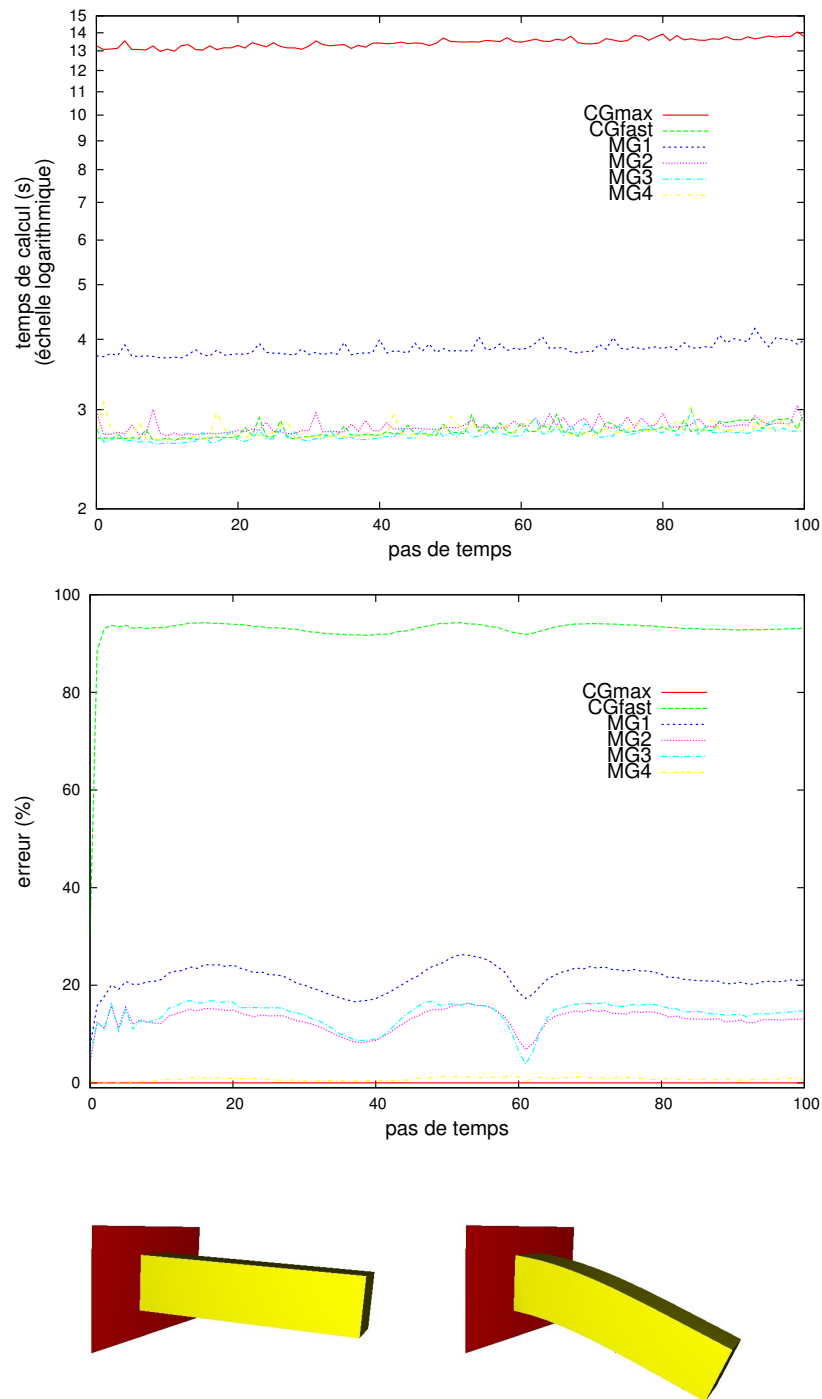 15
14
13
12
11
10
9
8
7
6
5
4
3
2
temps de calcul (s)
(échelle logarithmique)
CGmax
CGfast
MG1
MG2
MG3
MG4
0 20 40 60 80 100
pas de temps
100
80
60
40
20
0
erreur (%)
CGmax
CGfast
MG1
MG2
MG3
MG4
0 20 40 60 80 100
pas de temps